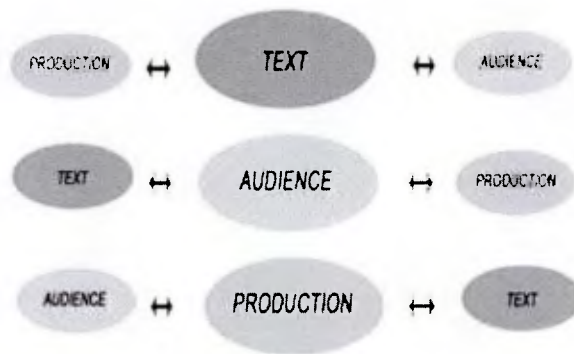 PRODUCTION ↔ TEXT ↔ AUDIENCE
TEXT ↔ AUDIENCE ↔ PRODUCTION
AUDIENCE ↔ PRODUCTION ↔ TEXT